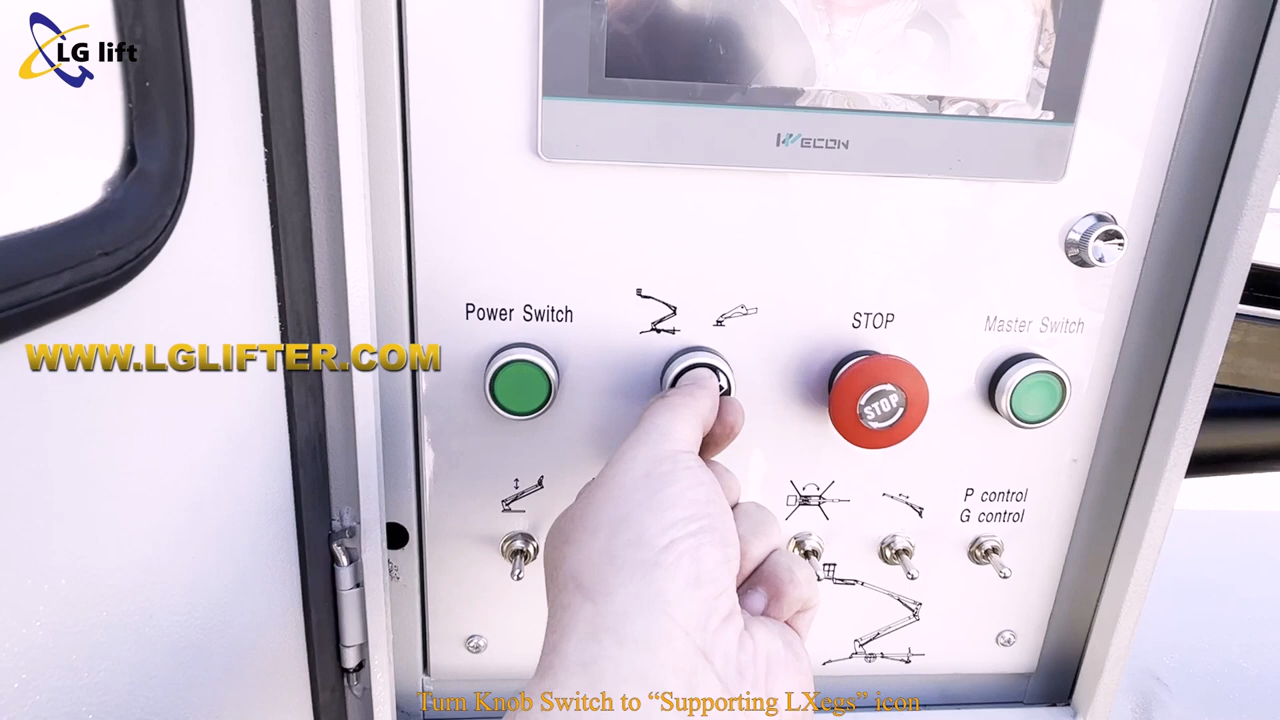 LG lift
WECON
Power Switch
STOP
Master Switch
WWW.LGLIFTER.COM
STOP
P control
G control
Turn Knob Switch to “Supporting LXegs” icon